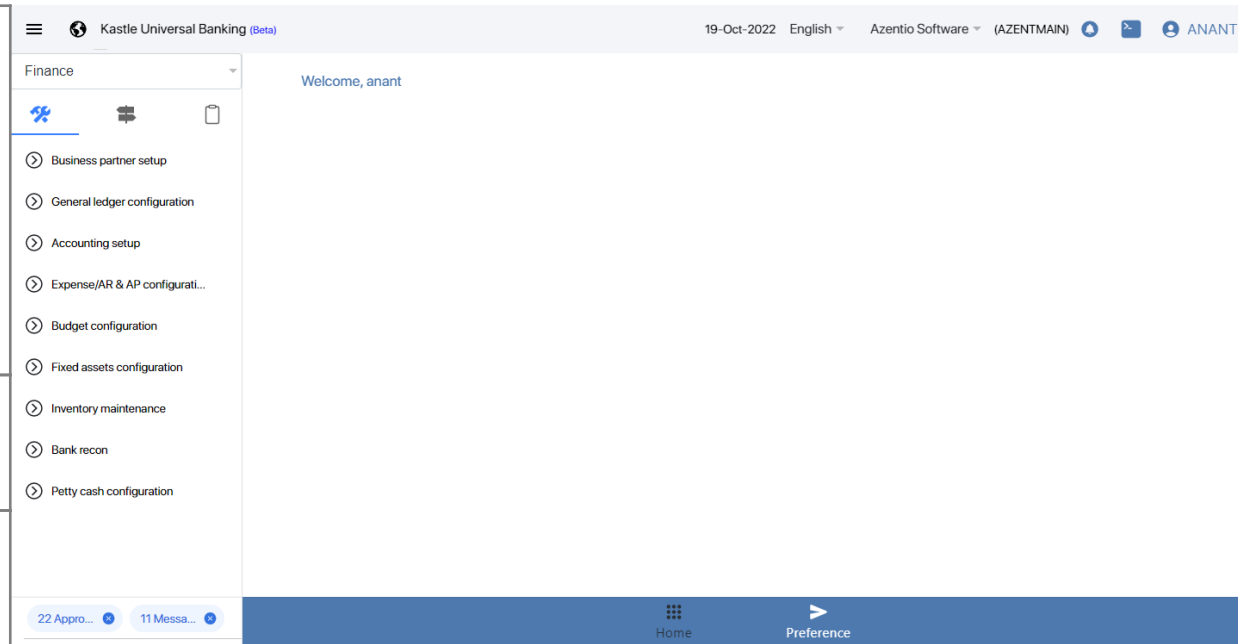 Kastle Universal Banking (Beta) 19-Oct-2022 English Azentio Software (AZENTMAIN) ANANT
Finance
Welcome, anant
Business partner setup
General ledger configuration
Accounting setup
Expense/AR & AP configurati...
Budget configuration
Fixed assets configuration
Inventory maintenance
Bank recon
Petty cash configuration
22 Appro... 11 Messa...
Home Preference